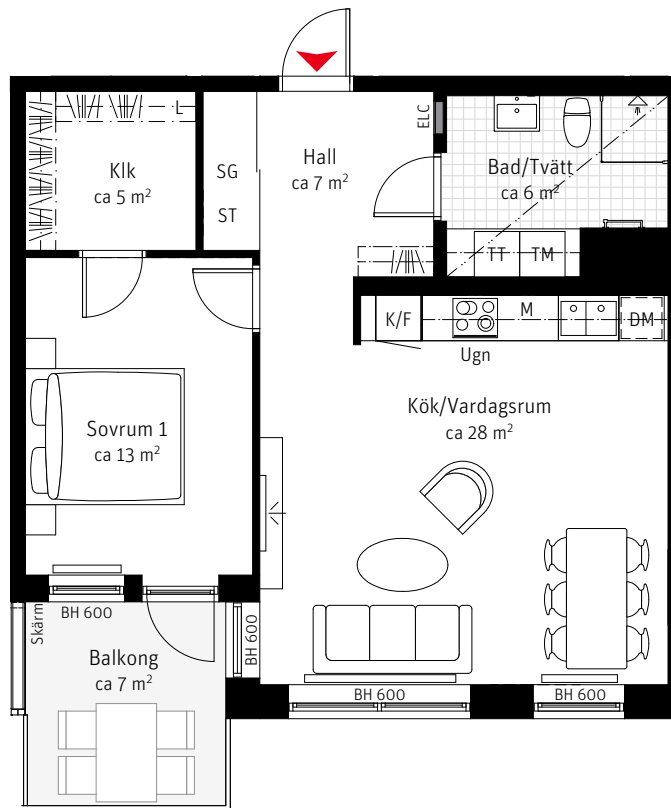 L
Klk
ca 5 m²
SG
ST
Hall
ca 7 m²
ELC
Bad/Tvätt
ca 6 m²
TT
TM
K/F
M
DM
Ugn
Kök/Vardagsrum
ca 28 m²
Sovrum 1
ca 13 m²
Skärm
BH 600
BH 600
Balkong
ca 7 m²
BH 600
BH 600